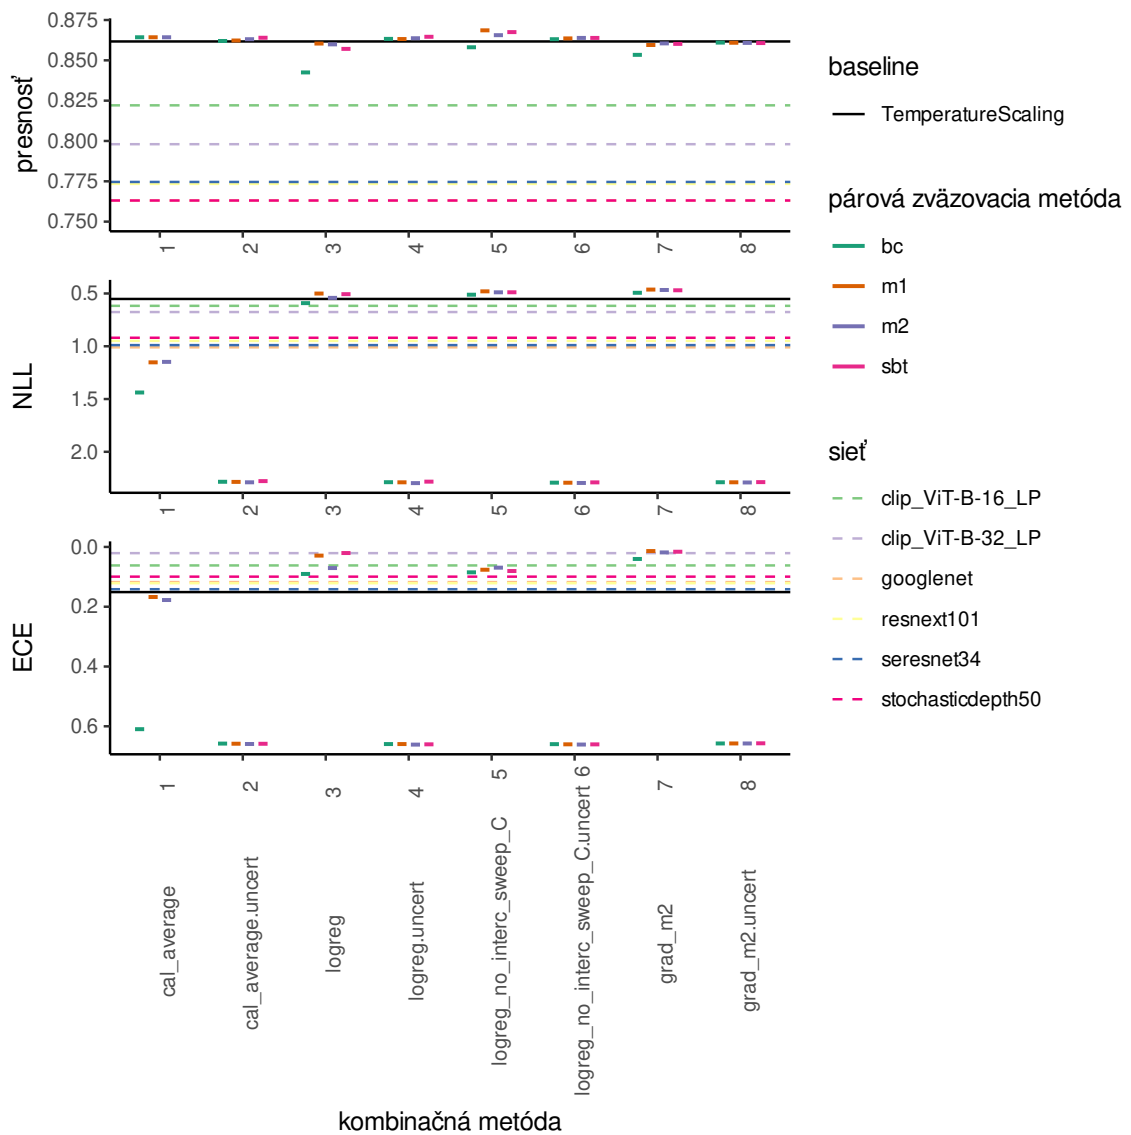 presnosť
0.875
0.850
0.825
0.800
0.775
0.750
1 2 3 4 5 6 7 8
NLL
0.5
1.0
1.5
2.0
1 2 3 4 5 6 7 8
ECE
0.0
0.2
0.4
0.6
cal_average 1
cal_average.uncert 2
logreg 3
logreg.uncert 4
logreg_no_interc_sweep_C 5
logreg_no_interc_sweep_C.uncert 6
grad_m2 7
grad_m2.uncert 8
kombinačná metóda
baseline
TemperatureScaling
párová zväzovacia metóda
bc
m1
m2
sbt
sieť
clip_ViT-B-16_LP
clip_ViT-B-32_LP
googlenet
resnext101
seresnet34
stochasticdepth50